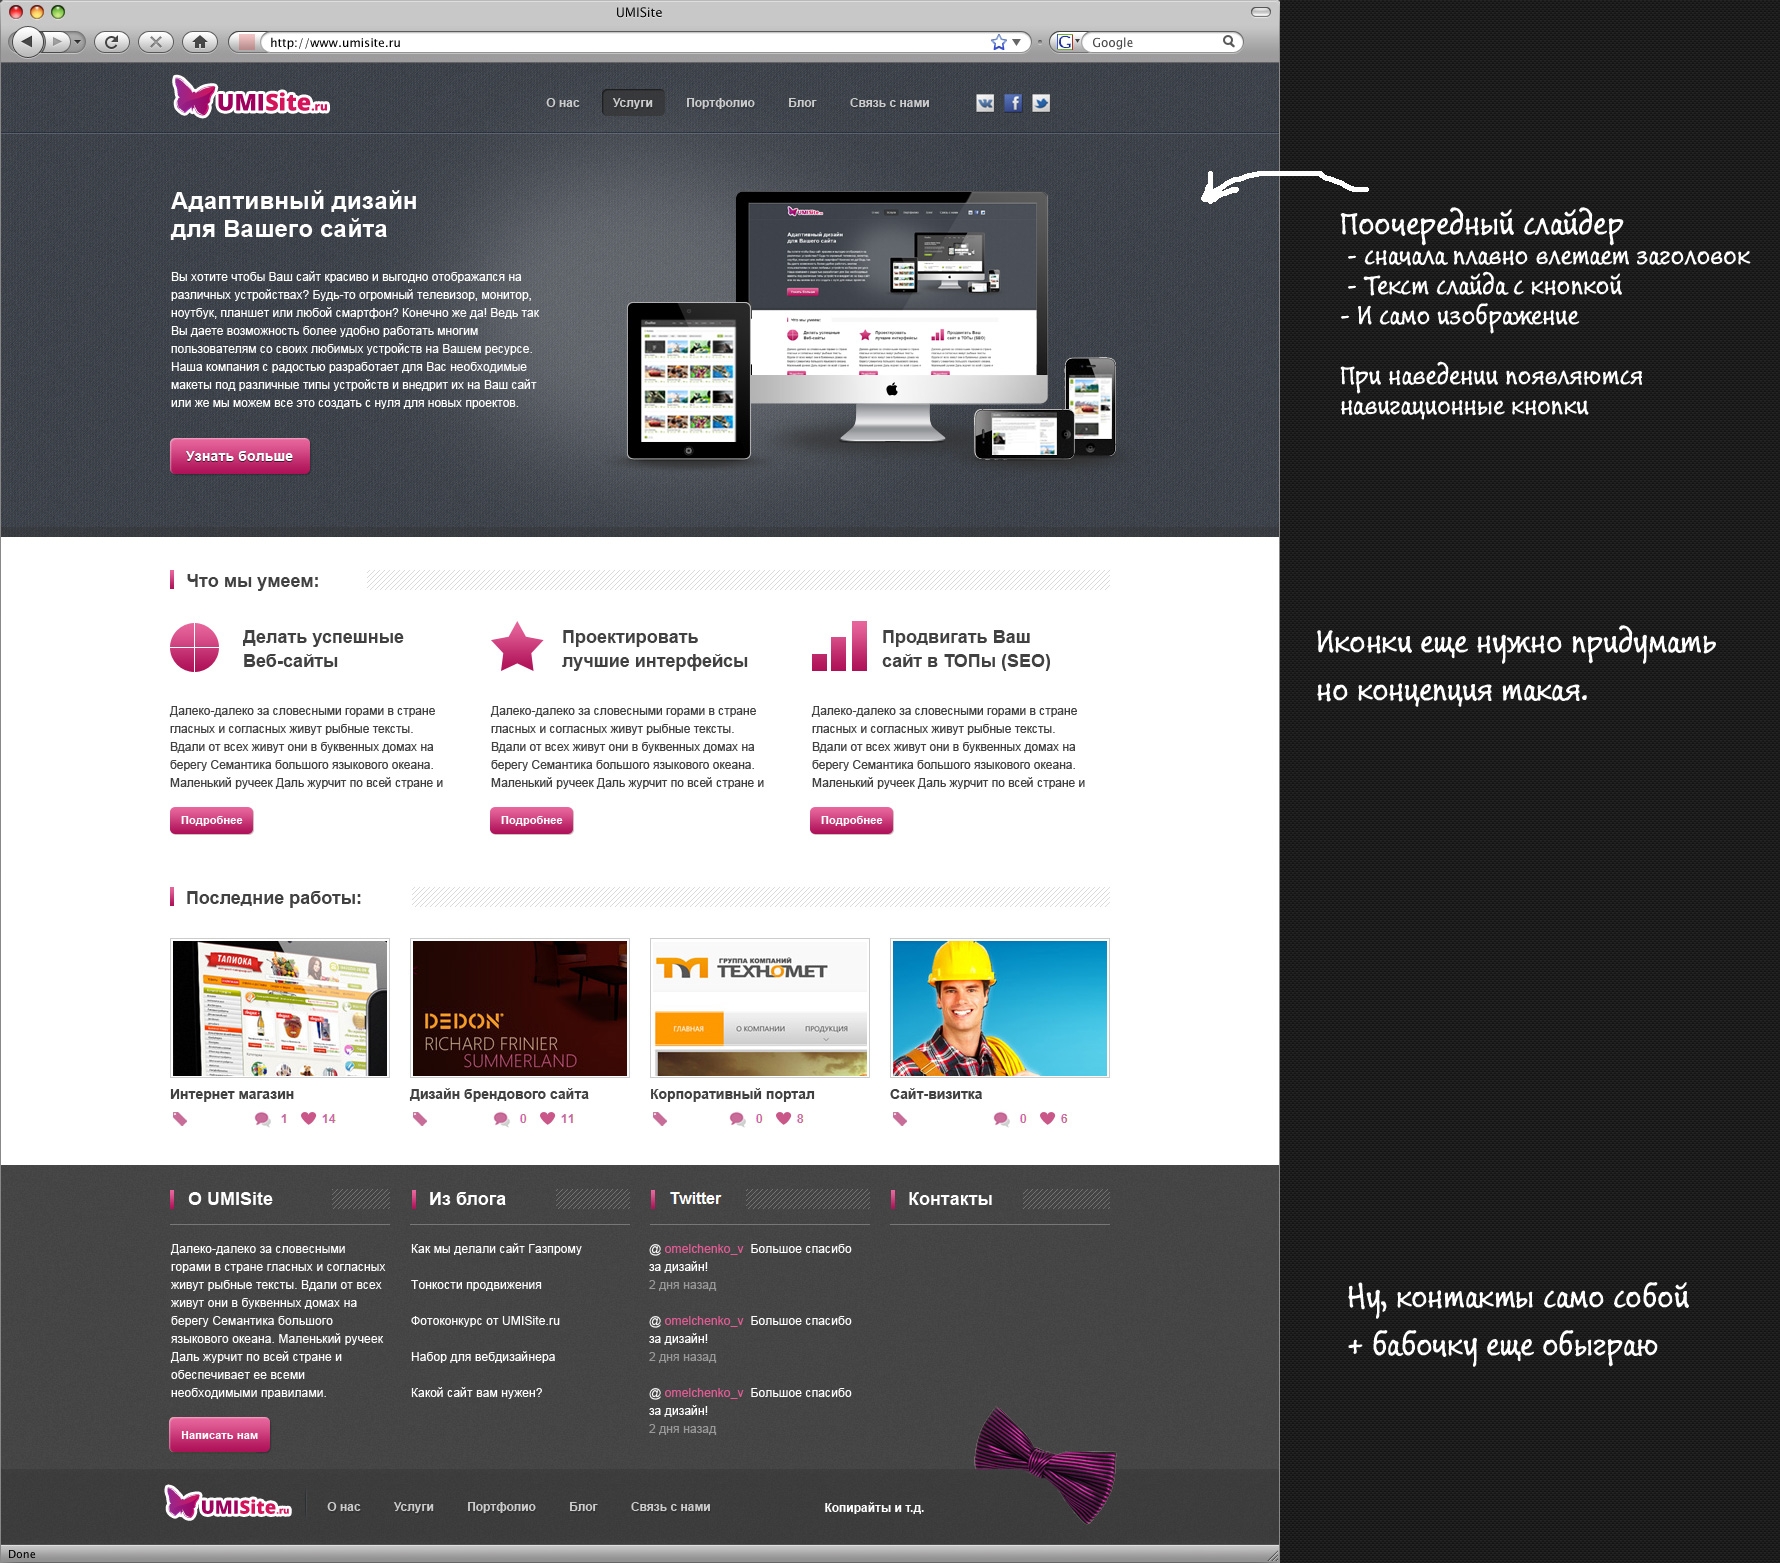 UMISite
http://www.umisite.ru
Google
UMISite.ru
О нас
Услуги
Портфолио
Блог
Связь с нами
Адаптивный дизайн
для Вашего сайта
Вы хотите чтобы Ваш сайт красиво и выгодно отображался на
различных устройствах? Будь-то огромный телевизор, монитор,
ноутбук, планшет или любой смартфон? Конечно же да! Ведь так
Вы даете возможность более удобно работать многим
пользователям со своих любимых устройств на Вашем ресурсе.
Наша компания с радостью разработает для Вас необходимые
макеты под различные типы устройств и внедрит их на Ваш сайт
или же мы можем все это создать с нуля для новых проектов.
Узнать больше
Поочередный слайдер
- сначала плавно влетает заголовок
- Текст слайда с кнопкой
- И само изображение
При наведении появляются
навигационные кнопки
Что мы умеем:
Делать успешные
Веб-сайты
Далеко-далеко за словесными горами в стране
гласных и согласных живут рыбные тексты.
Вдали от всех живут они в буквенных домах на
берегу Семантика большого языкового океана.
Маленький ручеек Даль журчит по всей стране и
Подробнее
Проектировать
лучшие интерфейсы
Далеко-далеко за словесными горами в стране
гласных и согласных живут рыбные тексты.
Вдали от всех живут они в буквенных домах на
берегу Семантика большого языкового океана.
Маленький ручеек Даль журчит по всей стране и
Подробнее
Продвигать Ваш
сайт в ТОПы (SEO)
Далеко-далеко за словесными горами в стране
гласных и согласных живут рыбные тексты.
Вдали от всех живут они в буквенных домах на
берегу Семантика большого языкового океана.
Маленький ручеек Даль журчит по всей стране и
Подробнее
Иконки еще нужно придумать
но концепция такая.
Последние работы:
ТАПИОКА
Интернет магазин
1
14
DEDON
RICHARD FRINIER
SUMMERLAND
Дизайн брендового сайта
0
11
ГРУППА КОМПАНИЙ
ТЕХНОМЕТ
ГЛАВНАЯ
О КОМПАНИИ
ПРОДУКЦИЯ
Корпоративный портал
0
8
Сайт-визитка
0
6
О UMISite
Далеко-далеко за словесными
горами в стране гласных и согласных
живут рыбные тексты. Вдали от всех
живут они в буквенных домах на
берегу Семантика большого
языкового океана. Маленький ручеек
Даль журчит по всей стране и
обеспечивает ее всеми
необходимыми правилами.
Написать нам
Из блога
Как мы делали сайт Газпрому
Тонкости продвижения
Фотоконкурс от UMISite.ru
Набор для вебдизайнера
Какой сайт вам нужен?
Twitter
@ omelchenko_v Большое спасибо
за дизайн!
2 дня назад
@ omelchenko_v Большое спасибо
за дизайн!
2 дня назад
@ omelchenko_v Большое спасибо
за дизайн!
2 дня назад
Контакты
Ну, контакты само собой
+ бабочку еще обыграю
UMISite.ru
О нас
Услуги
Портфолио
Блог
Связь с нами
Копирайты и т.д.
Done